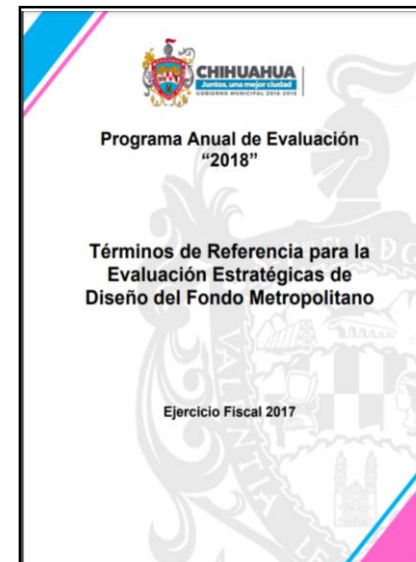 CHIHUAHUA
Juntos, una mejor ciudad
GOBIERNO MUNICIPAL 2016-2018
Programa Anual de Evaluación
“2018”
Términos de Referencia para la
Evaluación Estratégicas de
Diseño del Fondo Metropolitano
Ejercicio Fiscal 2017